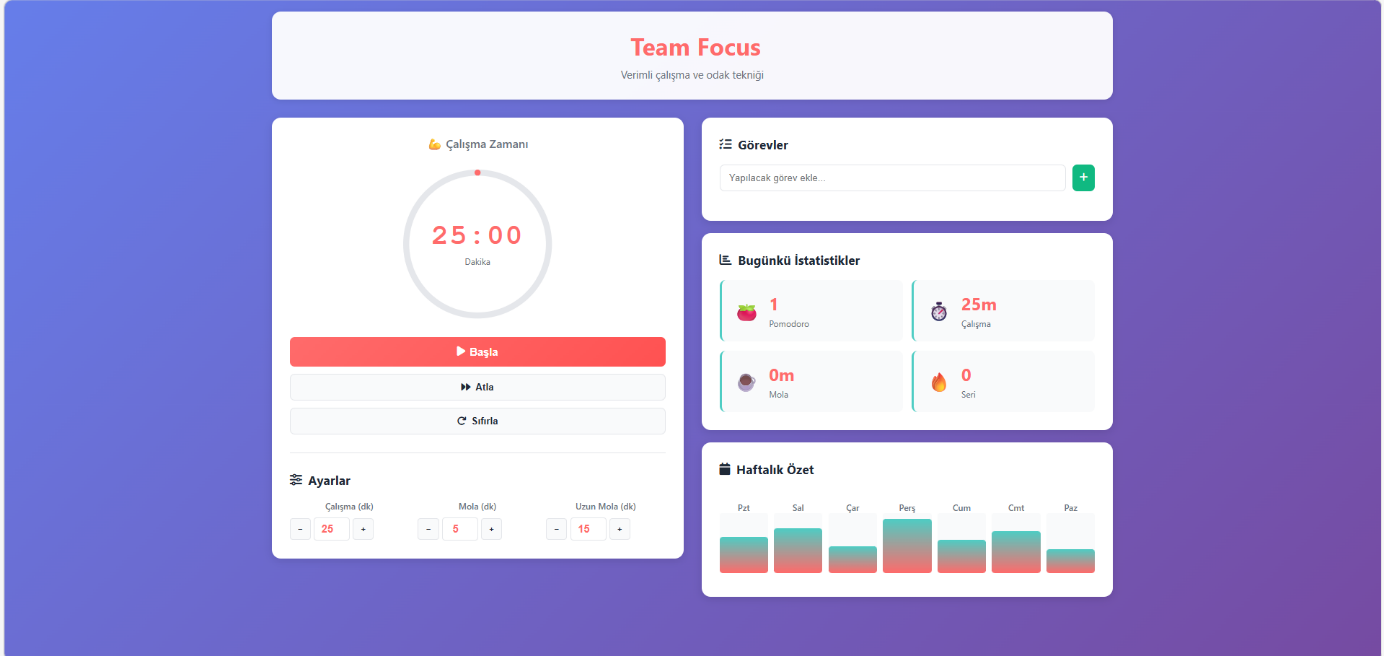 Team Focus
Verimli çalışma ve odak tekniği
💪 Çalışma Zamanı
25:00
Dakika
Başla
Atla
Sıfırla
Ayarlar
Çalışma (dk) Mola (dk) Uzun Mola (dk)
- 25 + - 5 + - 15 +
Görevler
Yapılacak görev ekle...
+
Bugünkü İstatistikler
1
Pomodoro
25m
Çalışma
0m
Mola
0
Seri
Haftalık Özet
Pzt Sal Çar Perş Cum Cmt Paz